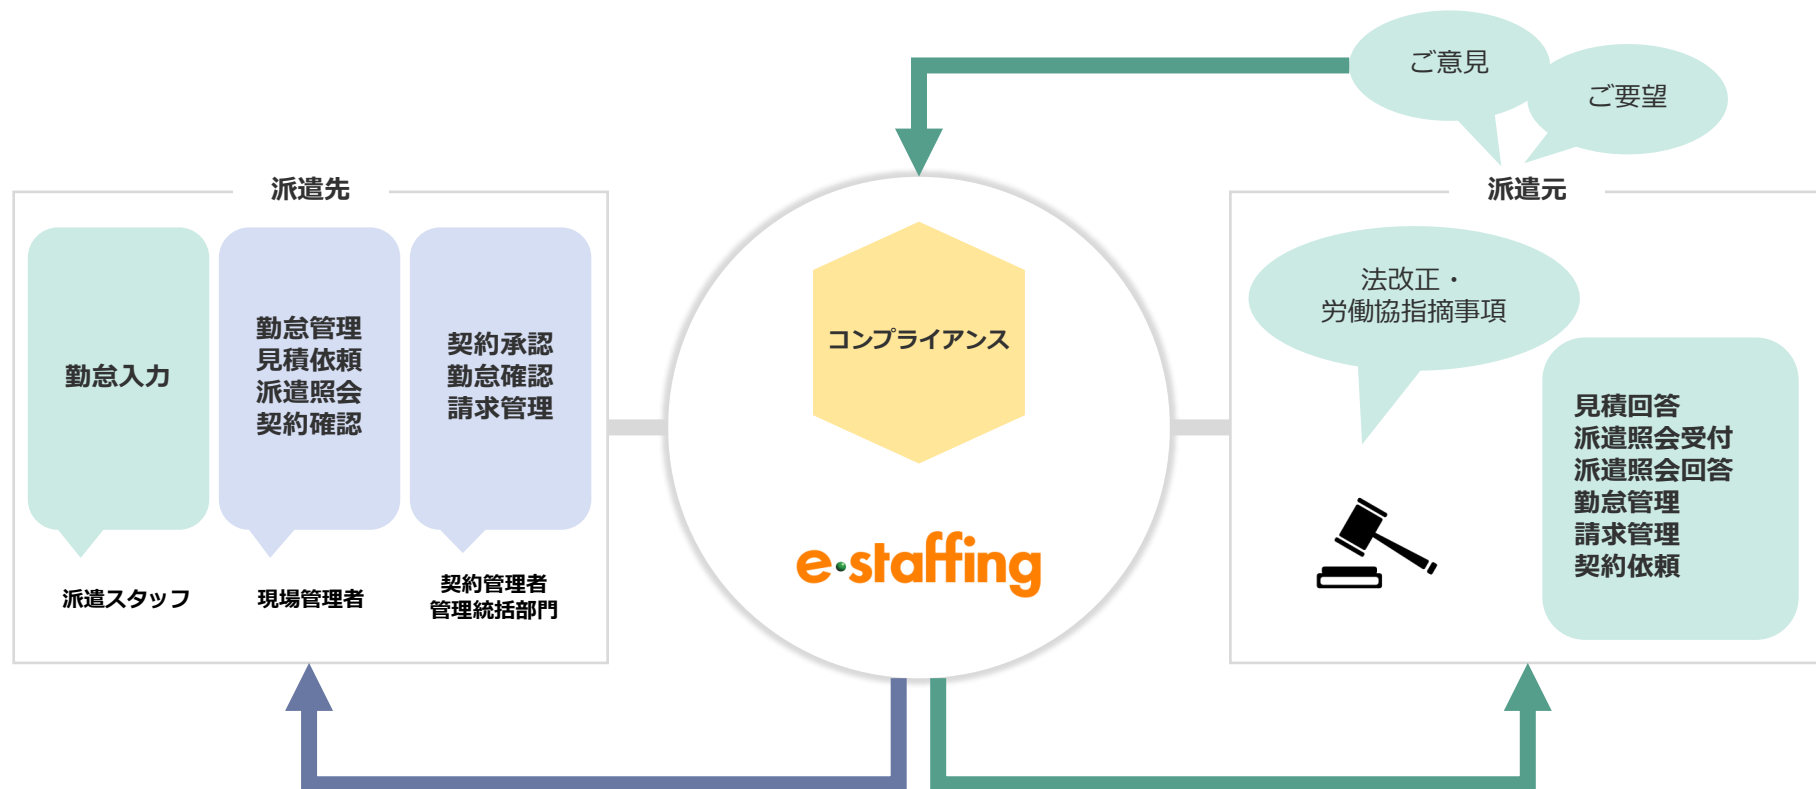 ご意見
ご要望
派遣先
勤怠入力
派遣スタッフ
勤怠管理
見積依頼
派遣照会
契約確認
現場管理者
契約承認
勤怠確認
請求管理
契約管理者
管理統括部門
コンプライアンス
e-staffing
派遣元
法改正・
労働協指摘事項
見積回答
派遣照会受付
派遣照会回答
勤怠管理
請求管理
契約依頼